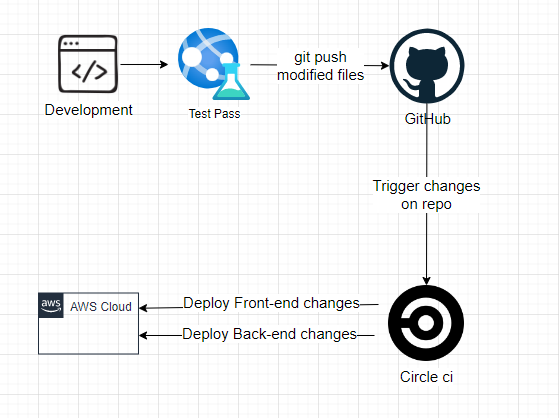 Development
Test Pass
git push
modified files
GitHub
Trigger changes
on repo
aws
AWS Cloud
Deploy Front-end changes
Deploy Back-end changes
Circle ci